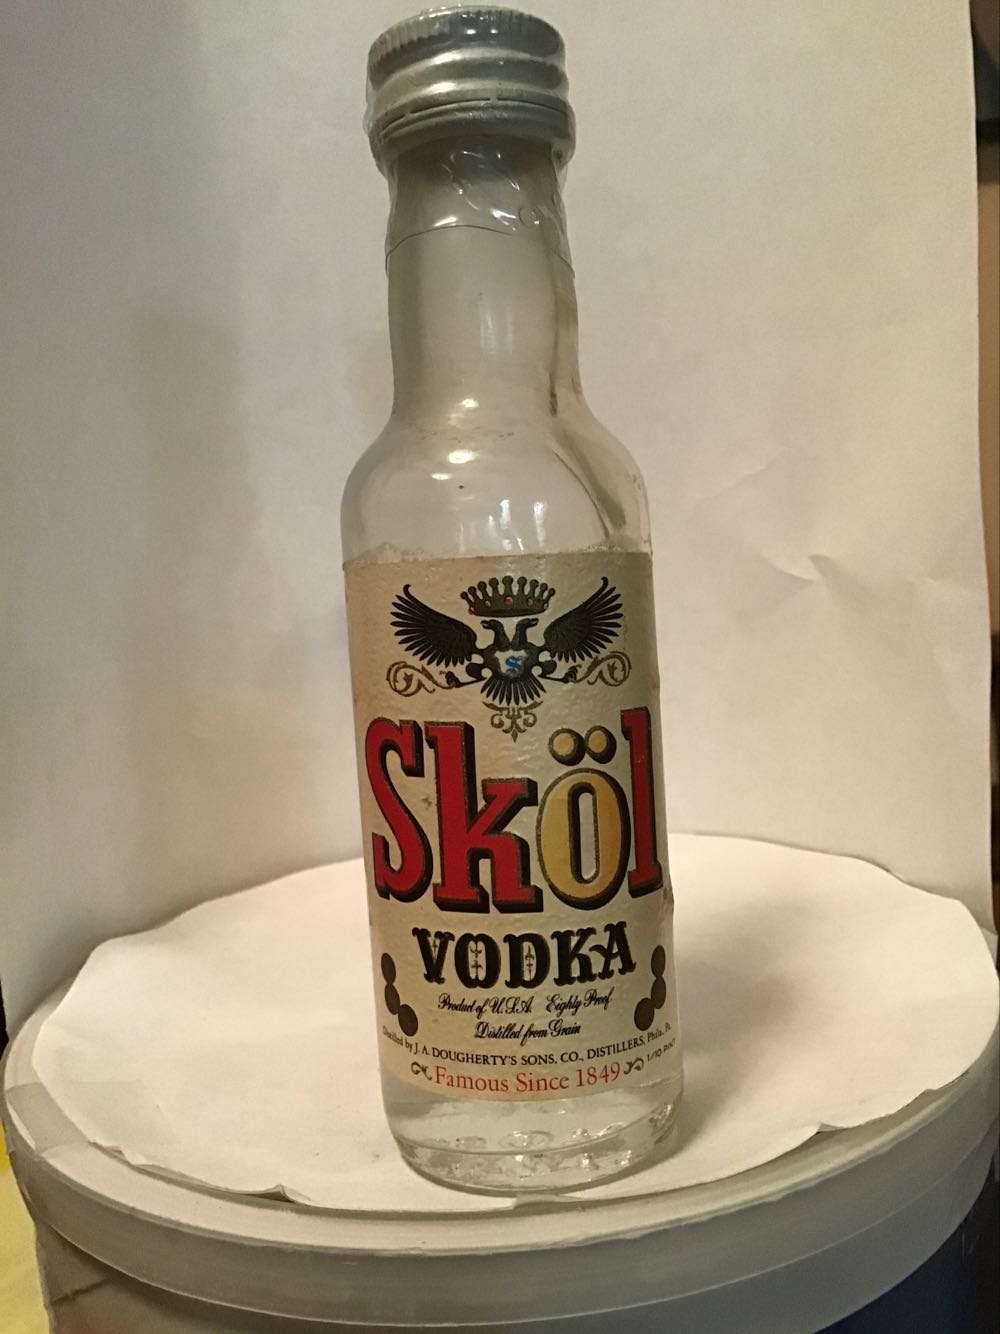 S
Sköl
VODKA
Product of U.S.A. Eighty Proof
Distilled from Grain
Distilled by J. A. DOUGHERTY'S SONS, CO., DISTILLERS, Phila., Pa.
1/10 PINT
Famous Since 1849